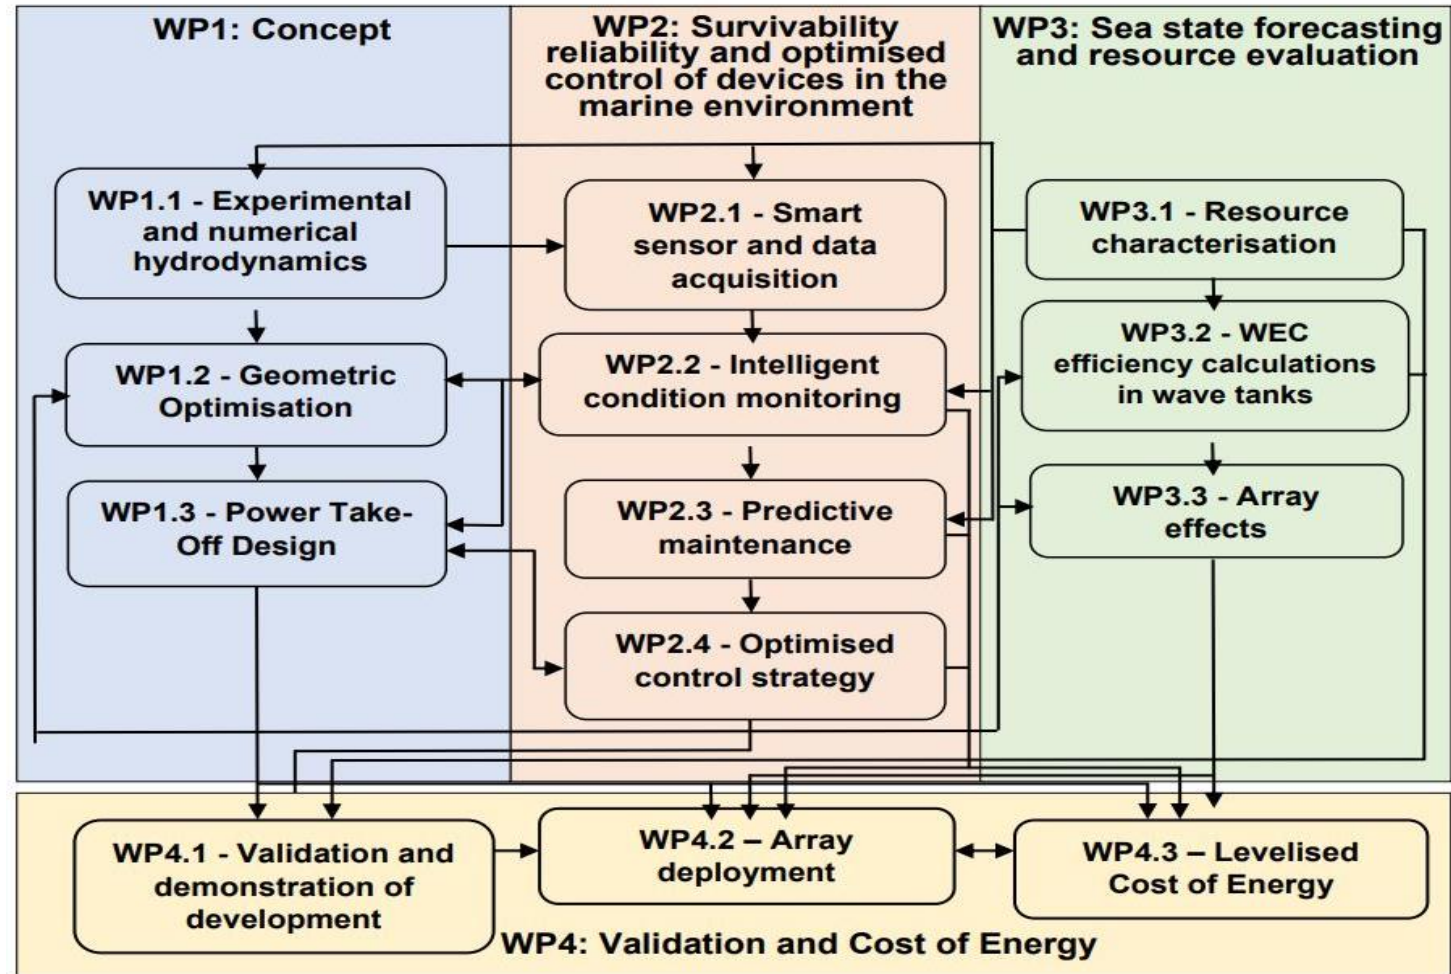 WP1: Concept
WP2: Survivability
reliability and optimised
control of devices in the
marine environment
WP3: Sea state forecasting
and resource evaluation
WP1.1 - Experimental
and numerical
hydrodynamics
WP1.2 - Geometric
Optimisation
WP1.3 - Power Take-
Off Design
WP2.1 - Smart
sensor and data
acquisition
WP2.2 - Intelligent
condition monitoring
WP2.3 - Predictive
maintenance
WP2.4 - Optimised
control strategy
WP3.1 - Resource
characterisation
WP3.2 - WEC
efficiency calculations
in wave tanks
WP3.3 - Array
effects
WP4.1 - Validation and
demonstration of
development
WP4.2 – Array
deployment
WP4.3 – Levelised
Cost of Energy
WP4: Validation and Cost of Energy